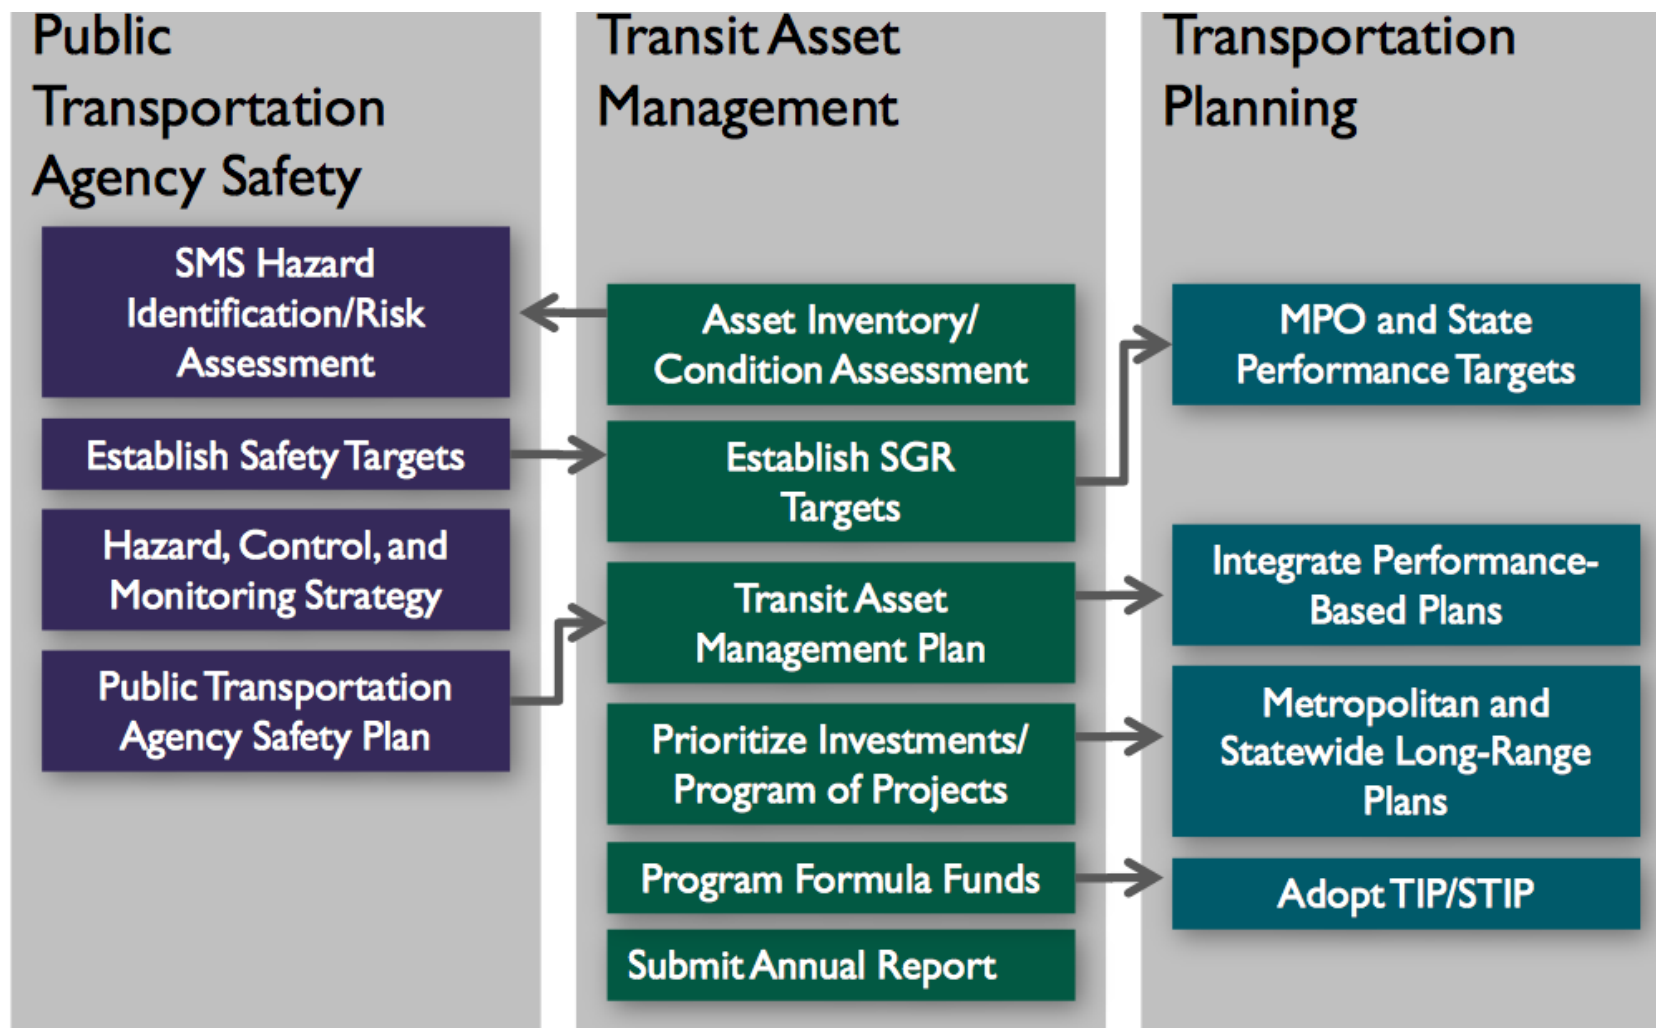 Public
Transportation
Agency Safety
SMS Hazard
Identification/Risk
Assessment
Establish Safety Targets
Hazard, Control, and
Monitoring Strategy
Public Transportation
Agency Safety Plan
Transit Asset
Management
Asset Inventory/
Condition Assessment
Establish SGR
Targets
Transit Asset
Management Plan
Prioritize Investments/
Program of Projects
Program Formula Funds
Submit Annual Report
Transportation
Planning
MPO and State
Performance Targets
Integrate Performance-
Based Plans
Metropolitan and
Statewide Long-Range
Plans
Adopt TIP/STIP